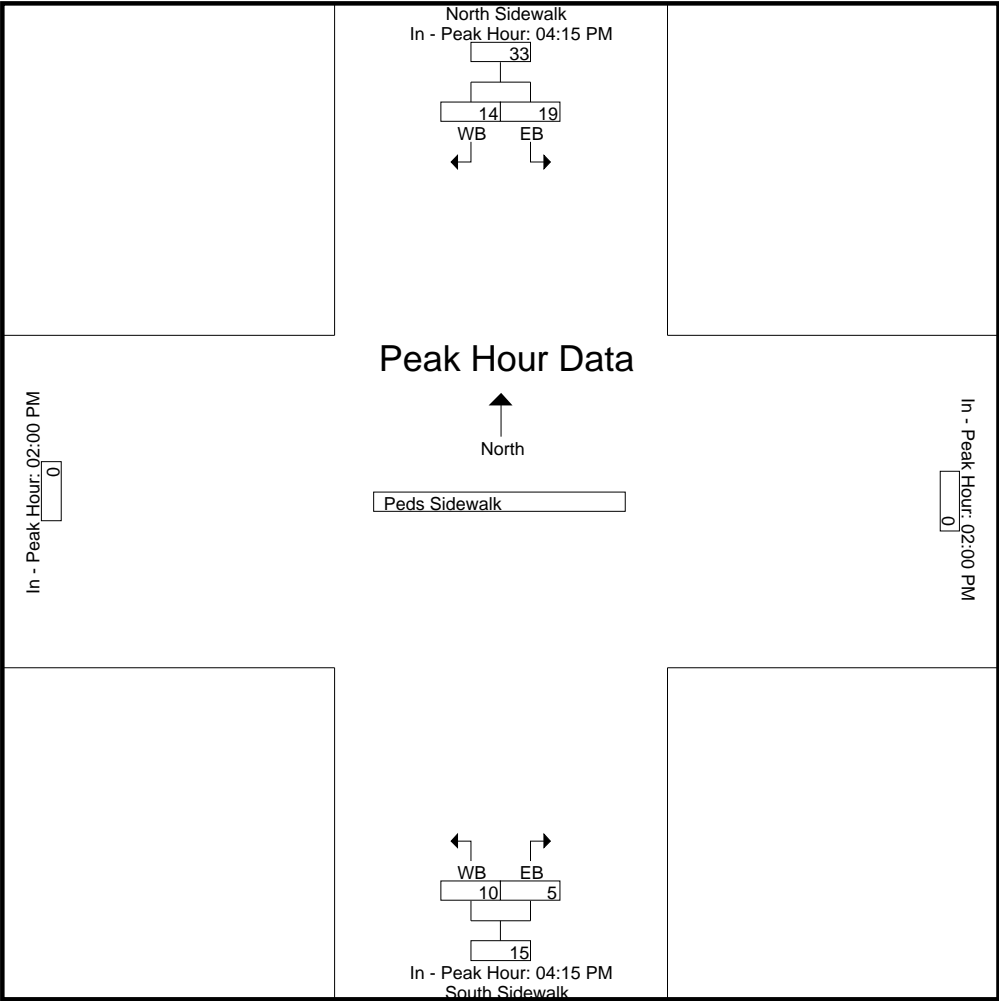 North Sidewalk
In - Peak Hour: 04:15 PM
33
14 19
WB EB
Peak Hour Data
North
Peds Sidewalk
In - Peak Hour: 02:00 PM
0
In - Peak Hour: 02:00 PM
0
WB EB
10 5
15
In - Peak Hour: 04:15 PM
South Sidewalk